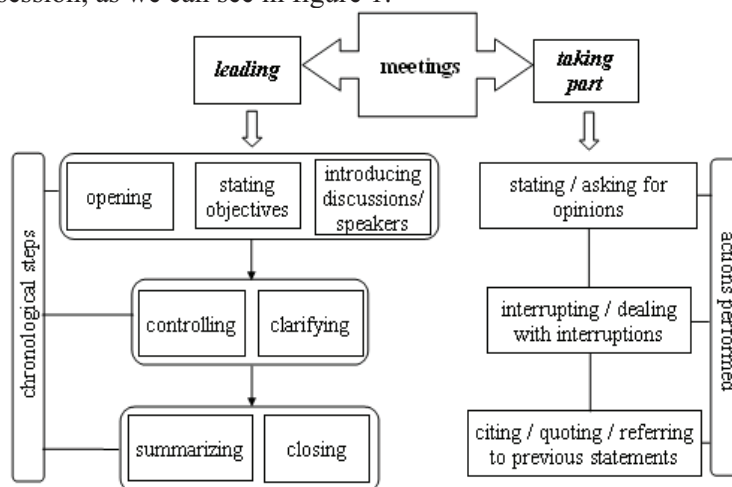 session, as we can see in figure 1.
leading
meetings
taking
part
chronological steps
opening
stating
objectives
introducing
discussions/
speakers
controlling
clarifying
summarizing
closing
stating / asking for
opinions
interrupting / dealing
with interruptions
citing / quoting / referring
to previous statements
actions performed